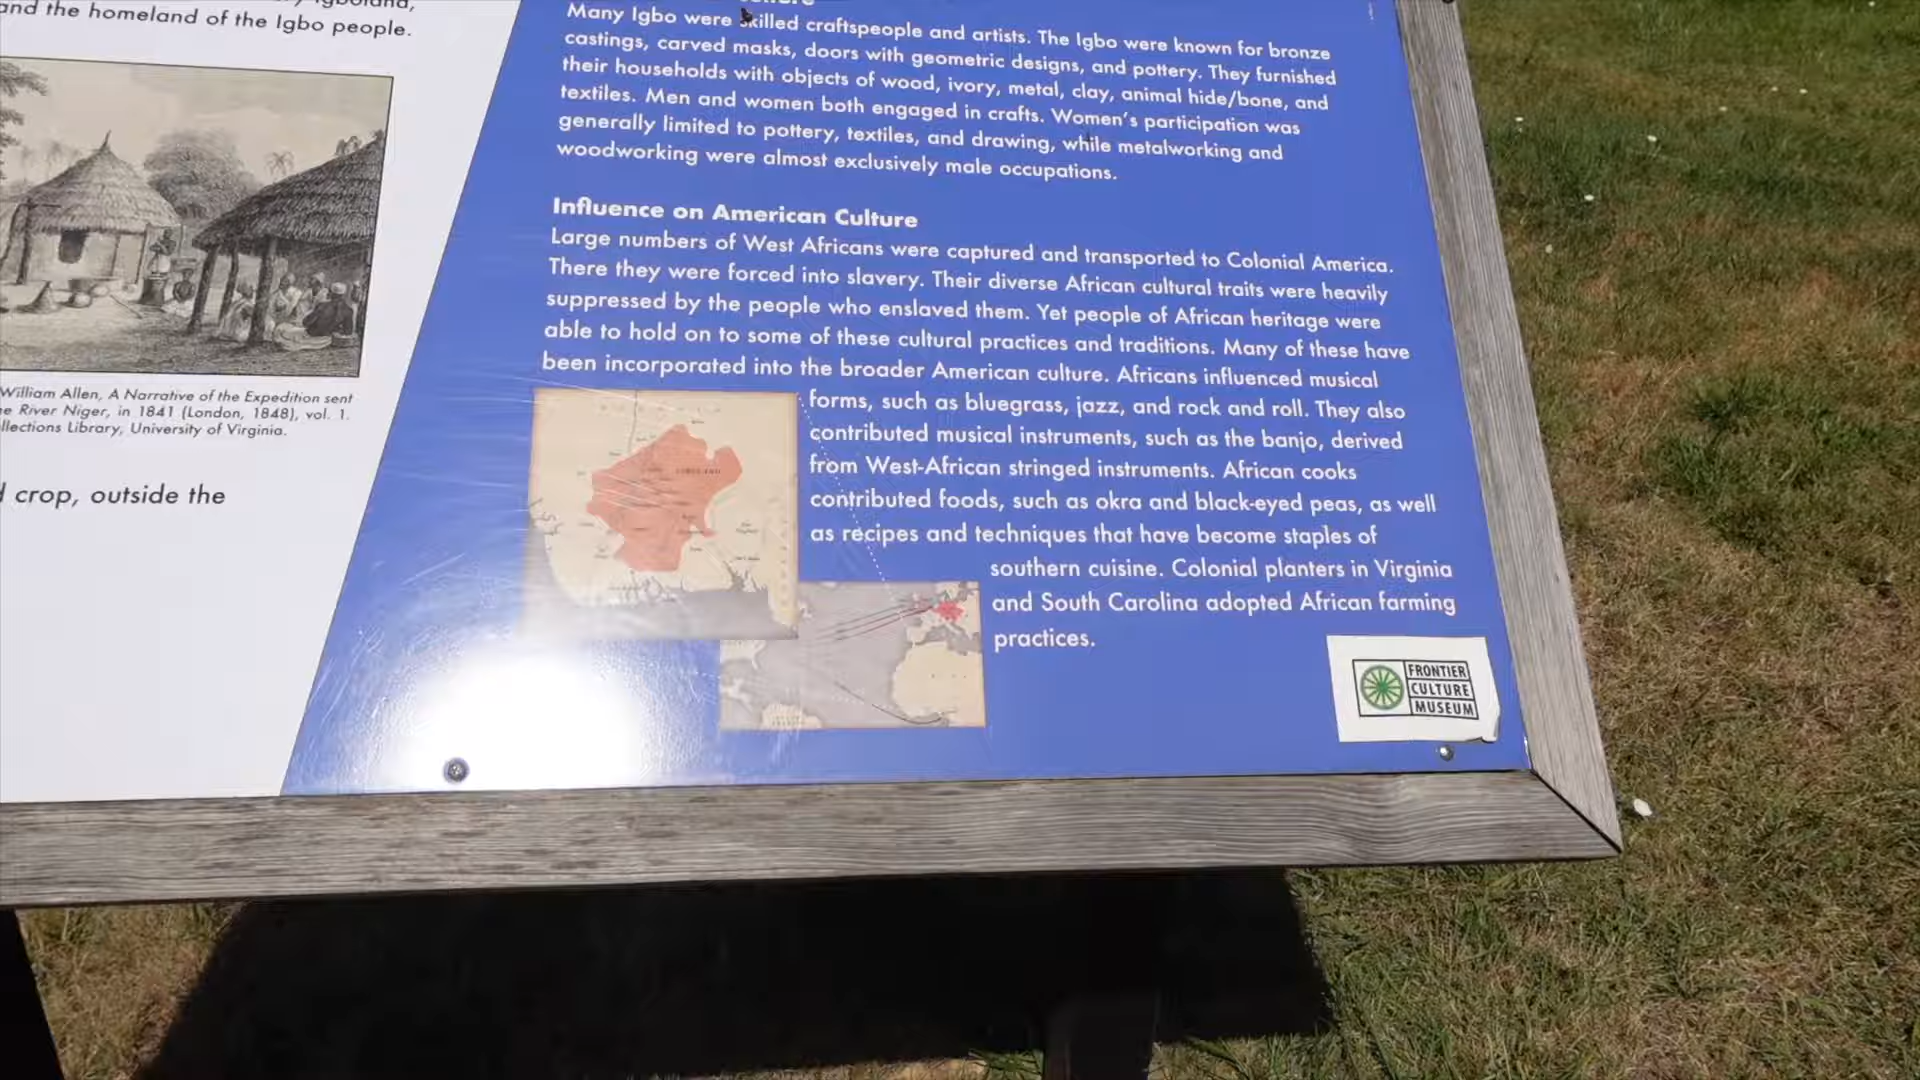 and the homeland of the Igbo people.
William Allen, A Narrative of the Expedition sent
River Niger, in 1841 (London, 1848), vol. 1.
Library, University of Virginia.
crop, outside the
Many Igbo were skilled craftspeople and artists. The Igbo were known for bronze
castings, carved masks, doors with geometric designs, and pottery. They furnished
their households with objects of wood, ivory, metal, clay, animal hide/bone, and
textiles. Men and women both engaged in crafts. Women's participation was
generally limited to pottery, textiles, and drawing, while metalworking and
woodworking were almost exclusively male occupations.
Influence on American Culture
Large numbers of West Africans were captured and transported to Colonial America.
There they were forced into slavery. Their diverse African cultural traits were heavily
suppressed by the people who enslaved them. Yet people of African heritage were
able to hold on to some of these cultural practices and traditions. Many of these have
been incorporated into the broader American culture. Africans influenced musical
forms, such as bluegrass, jazz, and rock and roll. They also
contributed musical instruments, such as the banjo, derived
from West-African stringed instruments. African cooks
contributed foods, such as okra and black-eyed peas, as well
as recipes and techniques that have become staples of
southern cuisine. Colonial planters in Virginia
and South Carolina adopted African farming
practices.
FRONTIER
CULTURE
MUSEUM